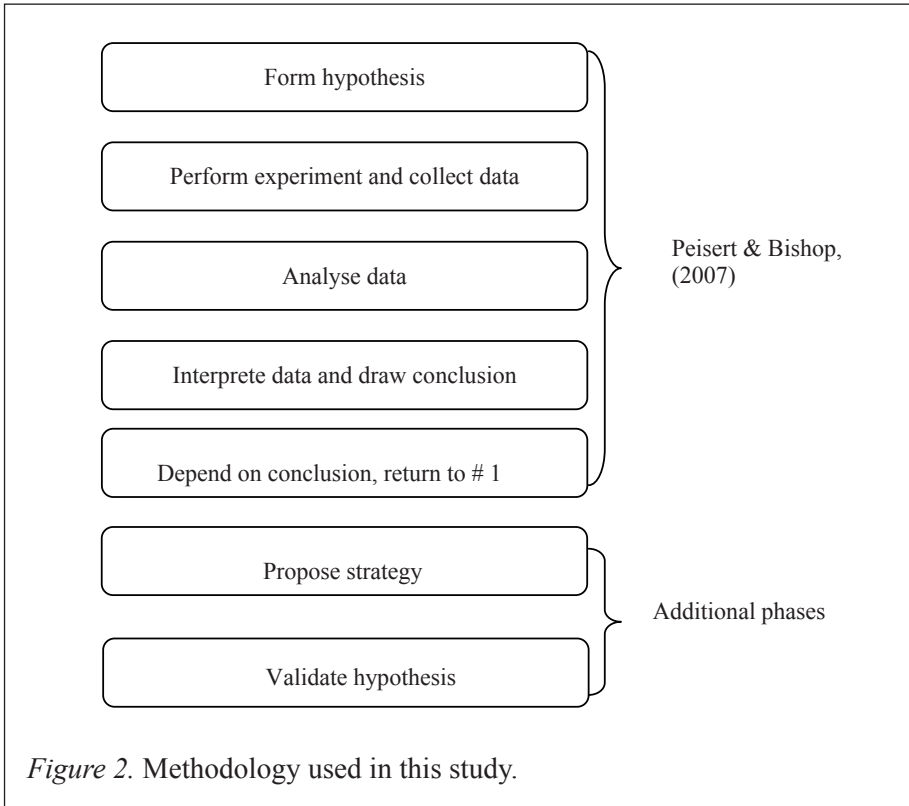 Form hypothesis
Perform experiment and collect data
Analyse data
Interprete data and draw conclusion
Depend on conclusion, return to # 1
Peisert & Bishop,
(2007)
Propose strategy
Validate hypothesis
Additional phases
Figure 2. Methodology used in this study.